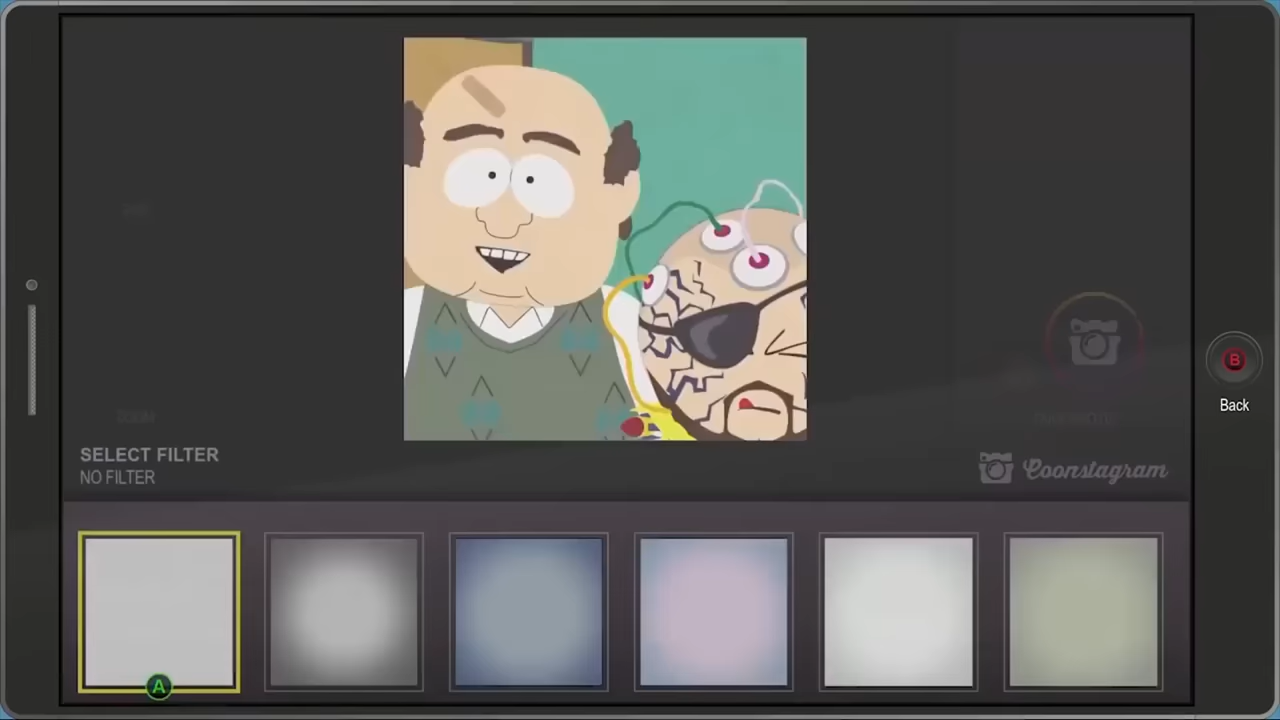 B
Back
SELECT FILTER
NO FILTER
Coonstagram
A